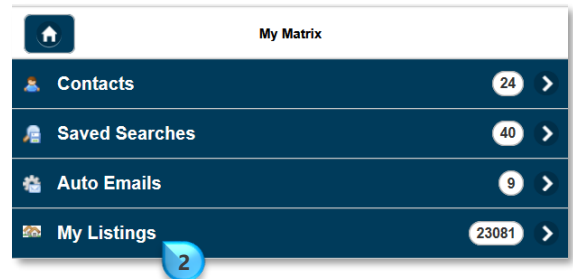 My Matrix
Contacts 24
Saved Searches 40
Auto Emails 9
My Listings 23081
2